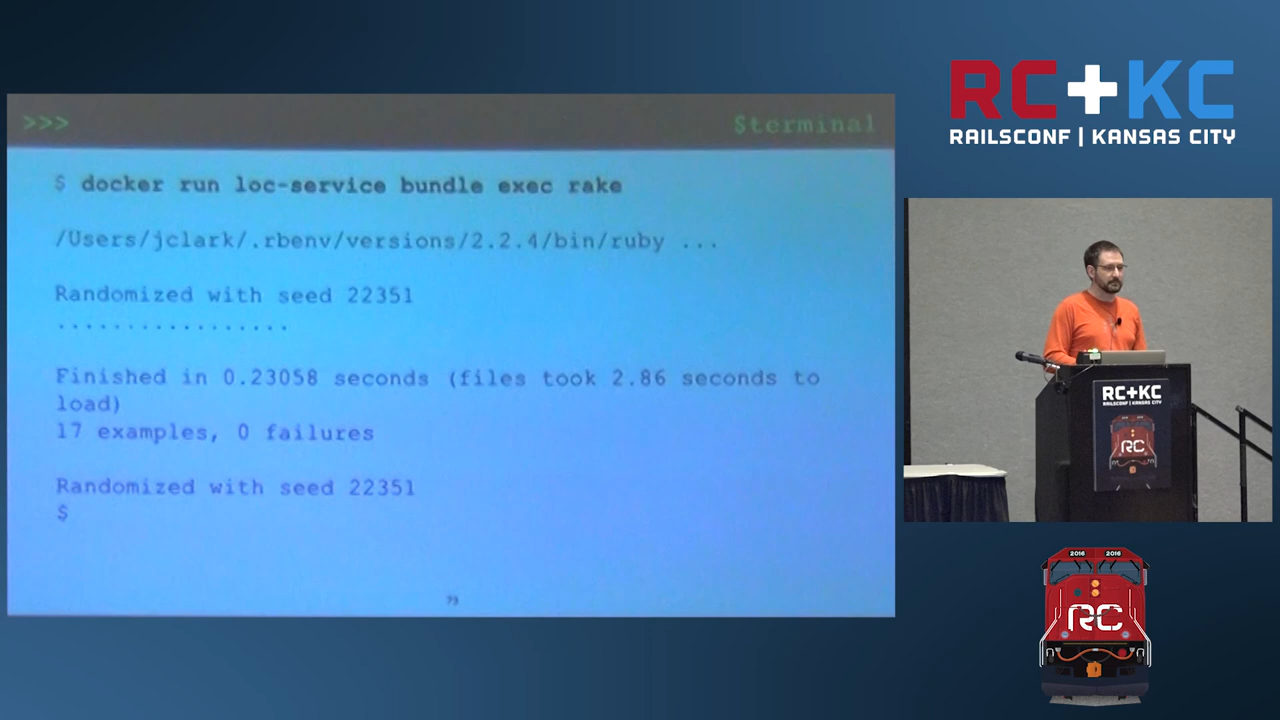 >>>
$terminal
$ docker run loc-service bundle exec rake
/Users/jclark/.rbenv/versions/2.2.4/bin/ruby ...
Randomized with seed 22351
.................
Finished in 0.23058 seconds (files took 2.86 seconds to
load)
17 examples, 0 failures
Randomized with seed 22351
$
73
RC+KC
RAILSCONF | KANSAS CITY
RC+KC
RAILSCONF | KANSAS CITY
RC
2016 2016
RC